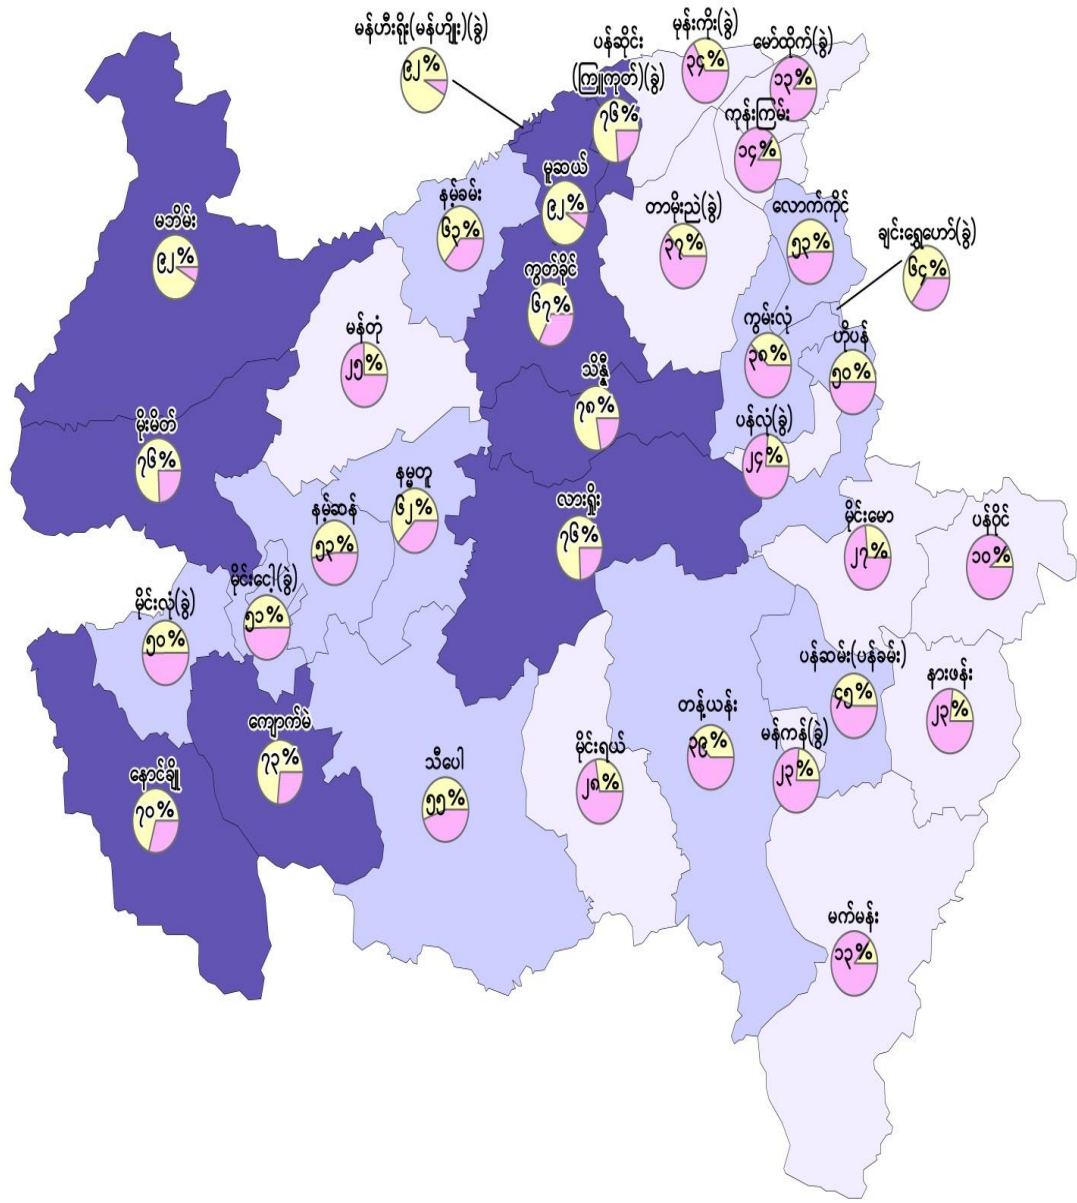 မန်ဟီးရိုး(မန်ဟျိုး)(ခွဲ)
၉၂%
ပန်ဆိုင်း
(ကြူကုတ်)(ခွဲ)
၇၆%
မုန်းကိုး(ခွဲ)
၃၄%
မော်ထိုက်(ခွဲ)
၁၃%
ကုန်းကြမ်း
၁၄%
မူဆယ်
၉၂%
နမ့်ခမ်း
၆၃%
တာမိုးညဲ(ခွဲ)
၃၇%
လောက်ကိုင်
၅၃%
ချင်းရွှေဟော်(ခွဲ)
၆၄%
မဘိမ်း
၉၂%
ကွတ်ခိုင်
၆၇%
မန်တုံ
၂၅%
ကွမ်းလုံ
၃၈%
ဟိုပန်
၅၀%
သိန္နီ
၇၈%
ပန်လုံ(ခွဲ)
၂၄%
မိုးမိတ်
၇၆%
နမ္မတူ
၆၂%
နမ့်ဆန်
၅၃%
လားရှိုး
၇၆%
မိုင်းမော
၂၇%
ပန်ဝိုင်
၁၀%
မိုင်းငေါ့(ခွဲ)
၅၁%
မိုင်းလုံ(ခွဲ)
၅၀%
ပန်ဆမ်း(ပန်ခမ်း)
၄၅%
နားဖန်း
၂၃%
ကျောက်မဲ
၇၃%
တန့်ယန်း
၃၉%
မန်ကန်(ခွဲ)
၂၃%
မိုင်းရယ်
၂၈%
သီပေါ
၅၅%
နောင်ချို
၇၀%
မက်မန်း
၁၃%